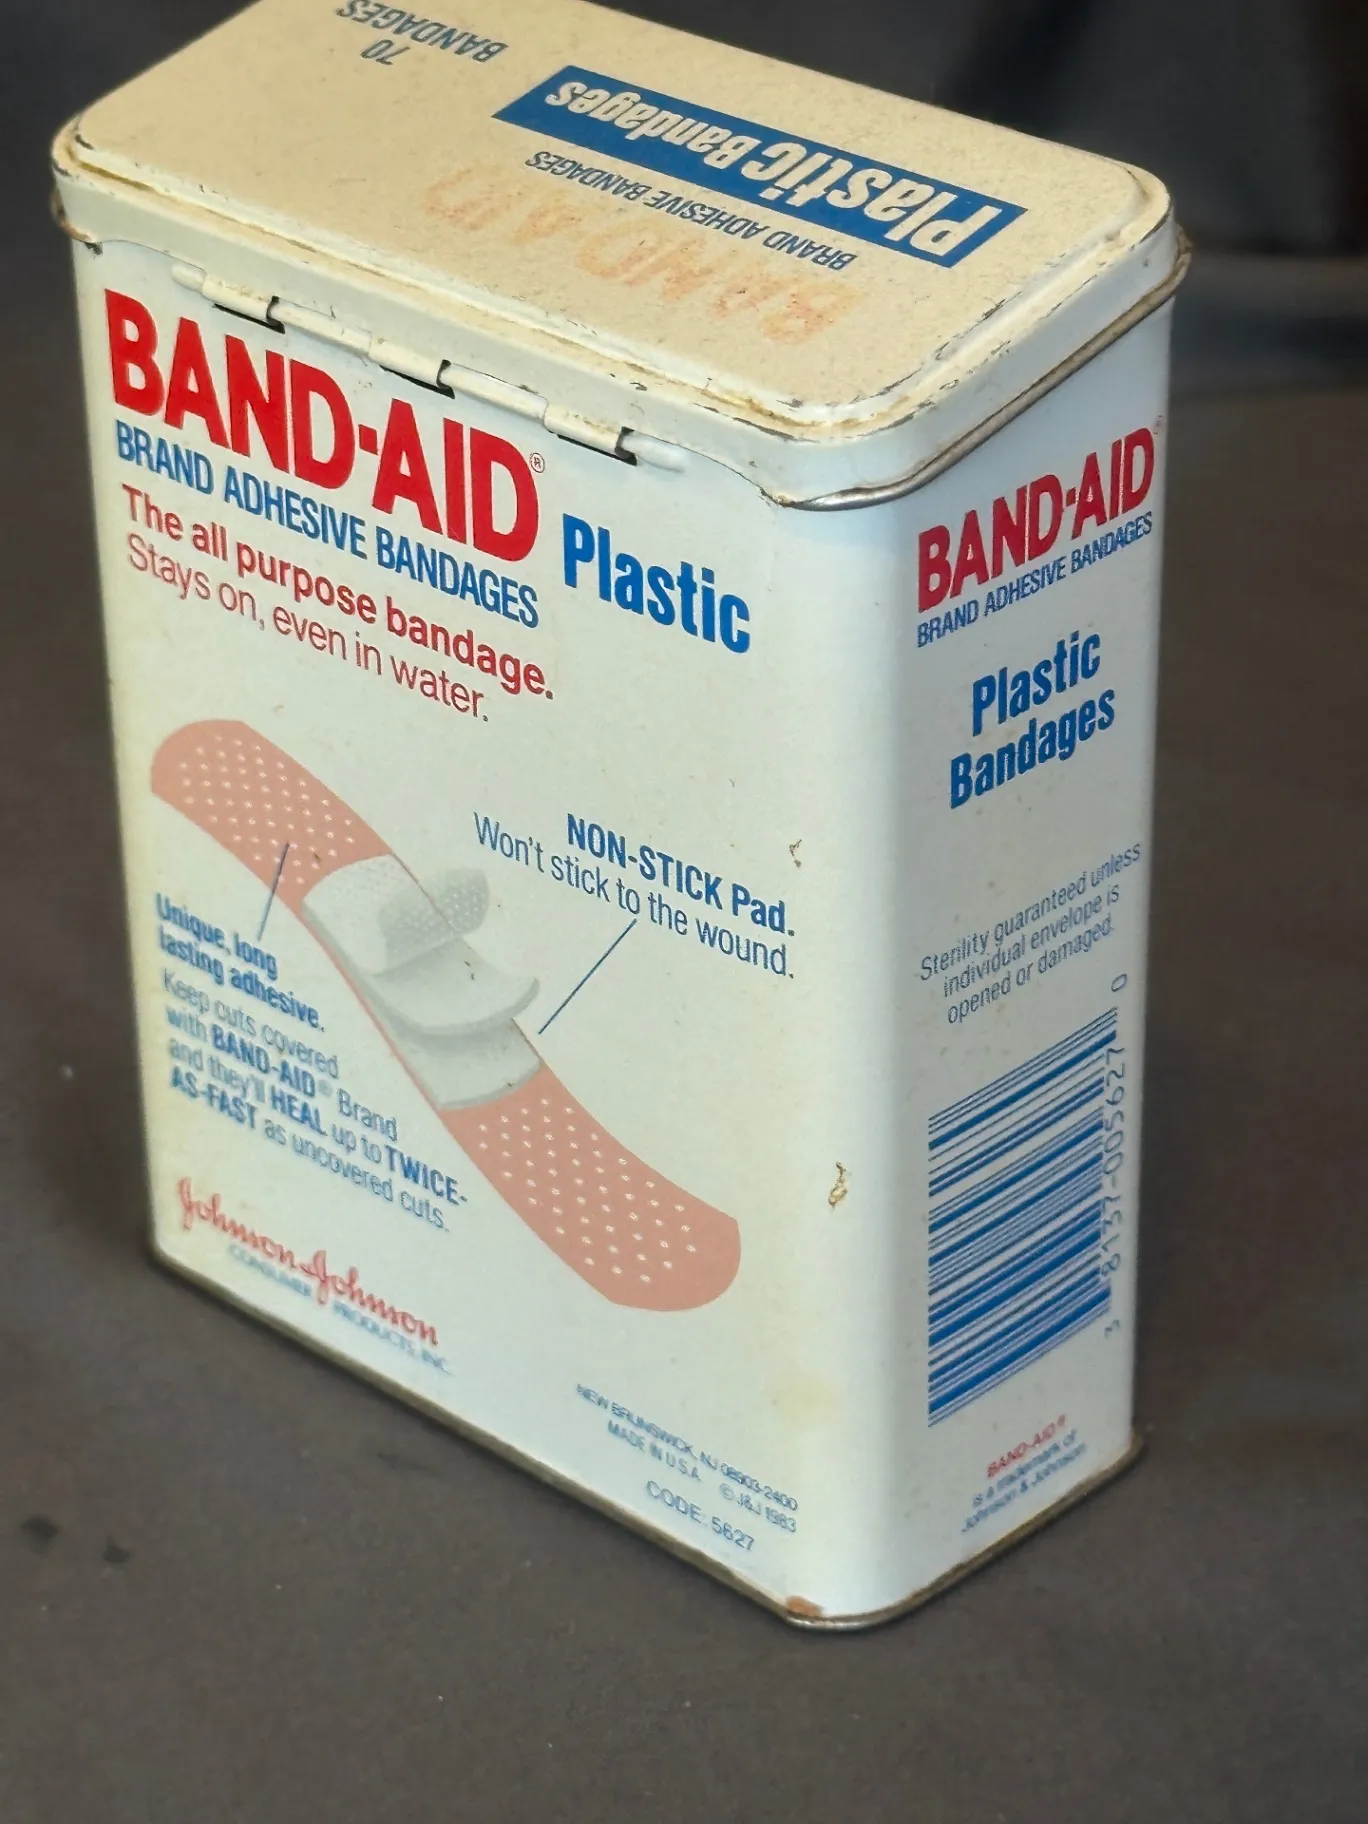 70
BANDAGES
Plastic Bandages
BRAND ADHESIVE BANDAGES
BAND-AID
BAND-AID®
BRAND ADHESIVE BANDAGES
Plastic
The all purpose bandage.
Stays on, even in water.
NON-STICK Pad.
Won't stick to the wound.
Unique, long
lasting adhesive.
Keep cuts covered
with BAND-AID® Brand
and they'll HEAL up to TWICE-
AS-FAST as uncovered cuts.
Johnson & Johnson
CONSUMER PRODUCTS, INC.
NEW BRUNSWICK, NJ 08903-2400
MADE IN U.S.A. © J&J 1983
CODE: 5627
BAND-AID®
BRAND ADHESIVE BANDAGES
Plastic
Bandages
Sterility guaranteed unless
individual envelope is
opened or damaged.
3 8137-005627 0
BAND-AID®
is a trademark of
Johnson & Johnson